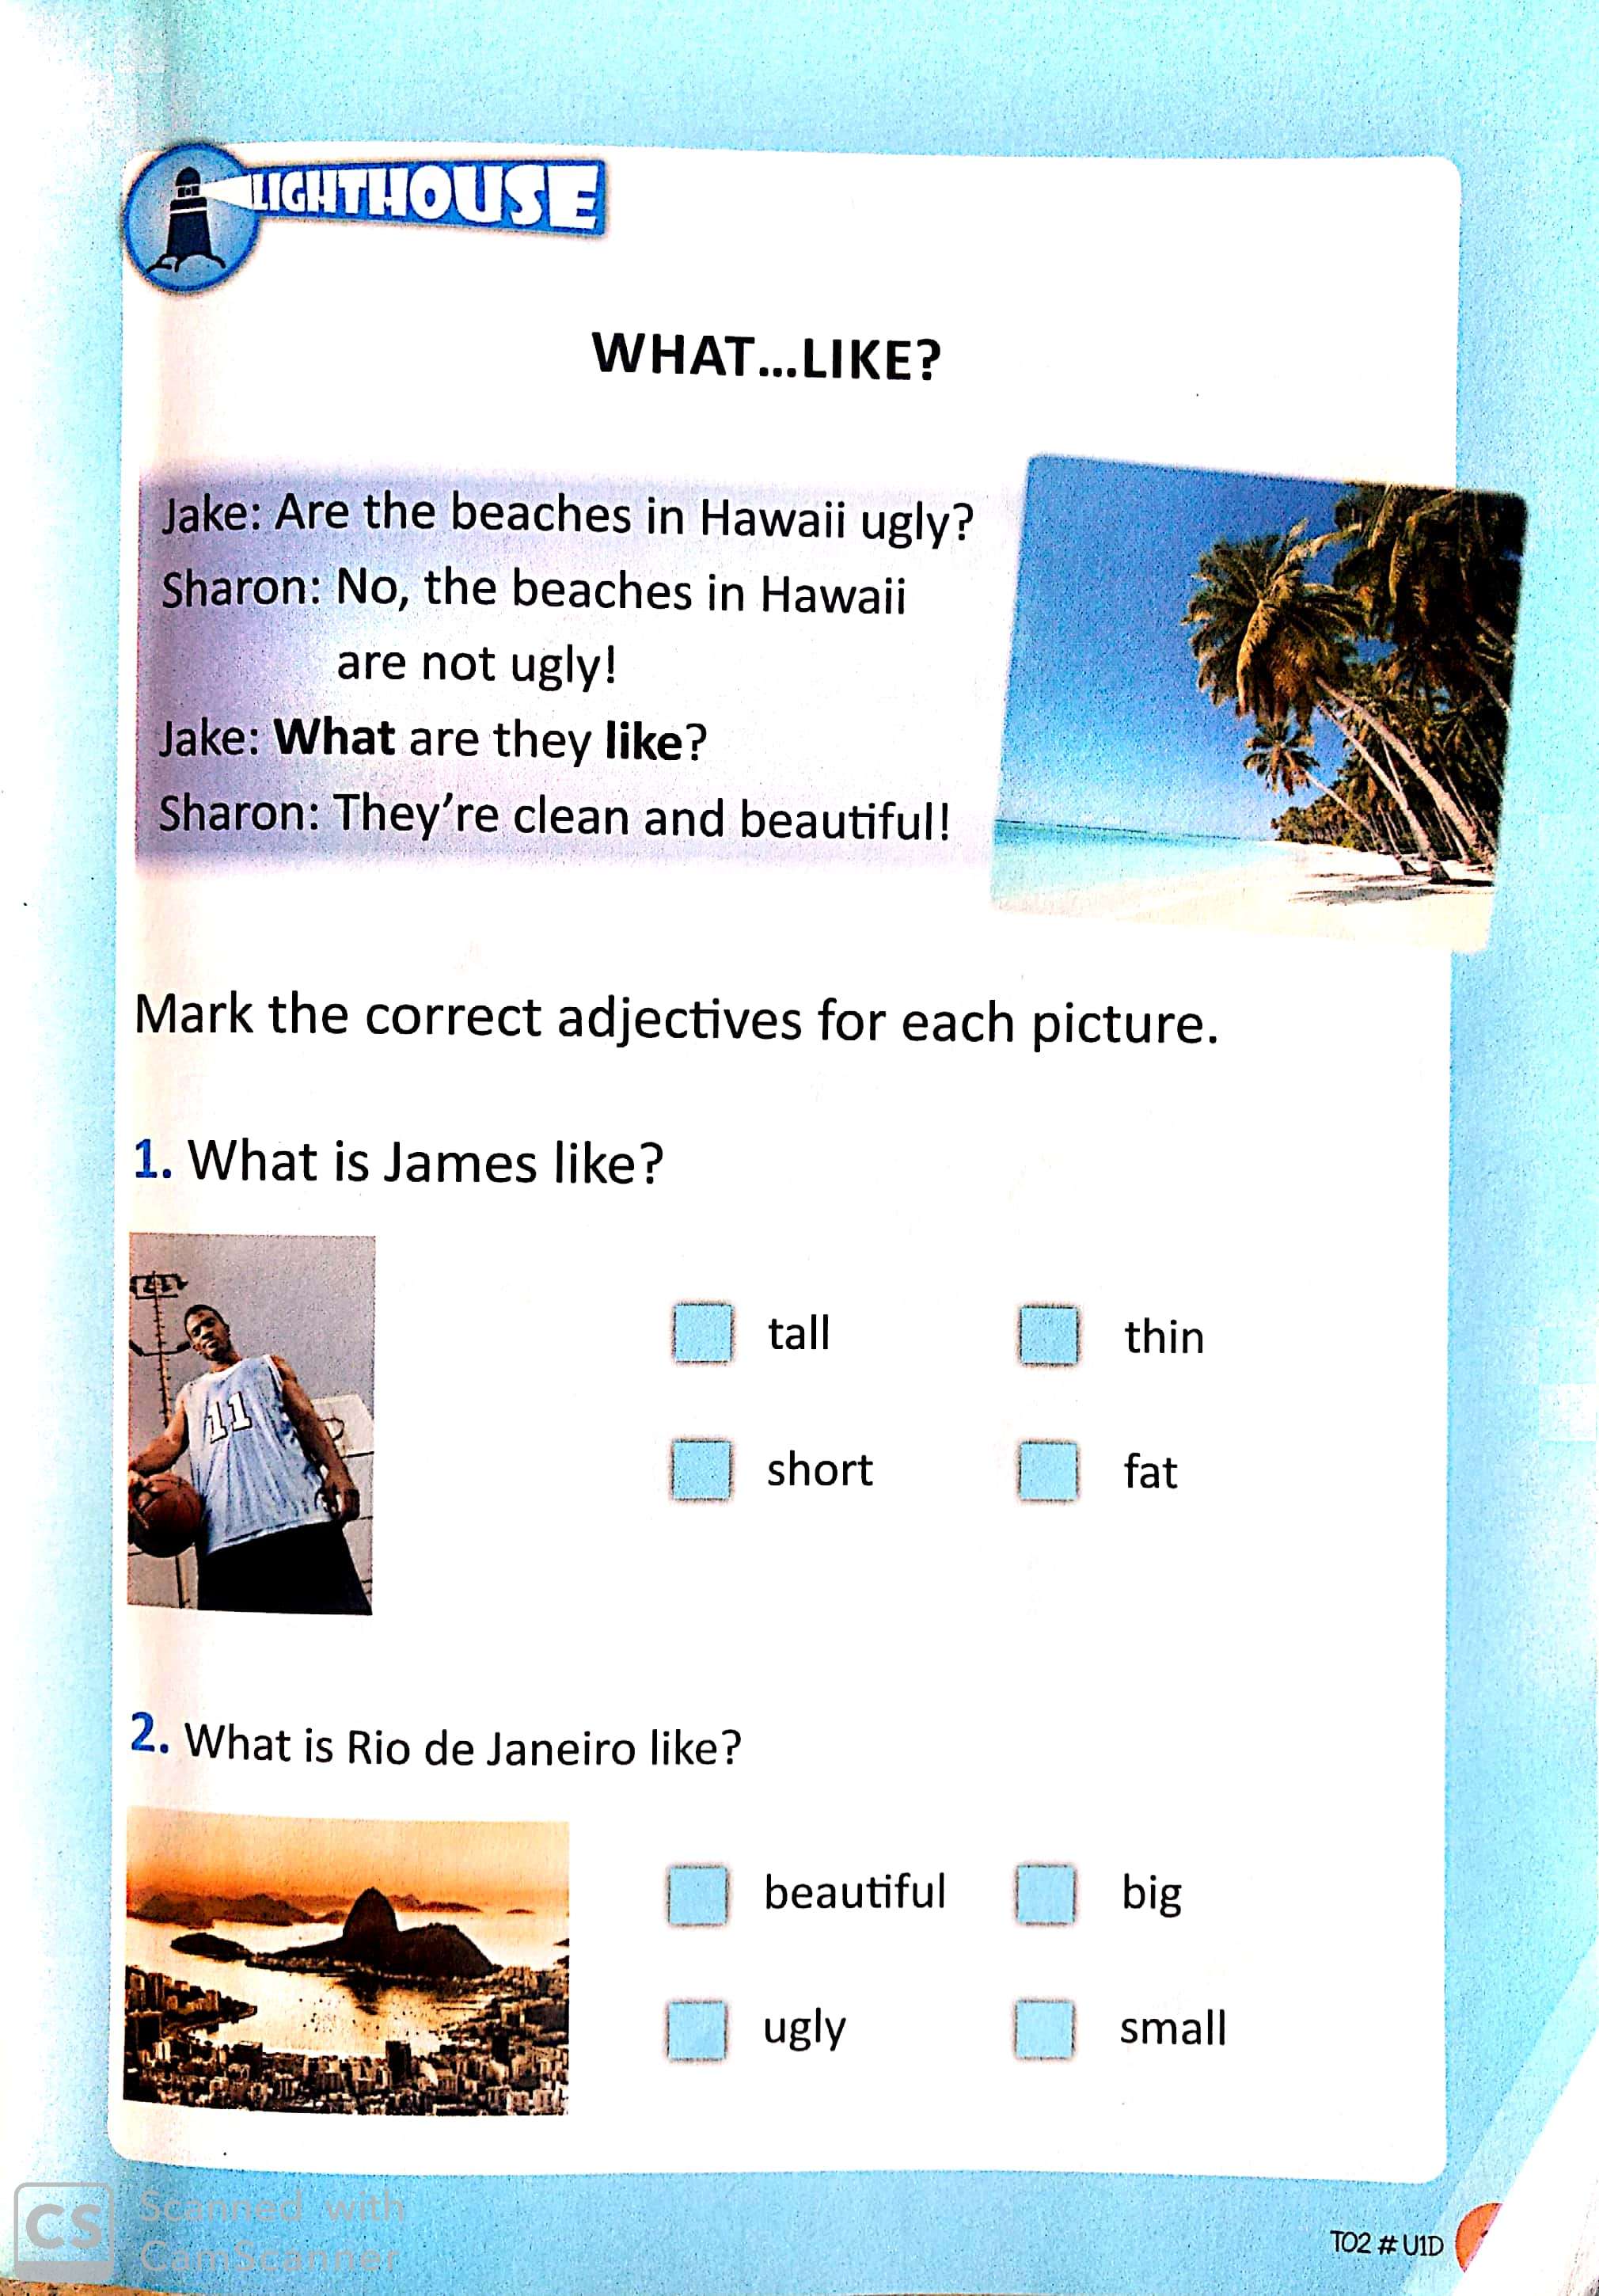 LIGHTHOUSE
WHAT...LIKE?
Jake: Are the beaches in Hawaii ugly?
Sharon: No, the beaches in Hawaii
are not ugly!
Jake: What are they like?
Sharon: They're clean and beautiful!
Mark the correct adjectives for each picture.
1. What is James like?
11
tall
thin
short
fat
2. What is Rio de Janeiro like?
beautiful
big
ugly
small
TO2 # U1D
CS Scanned with
CamScanner